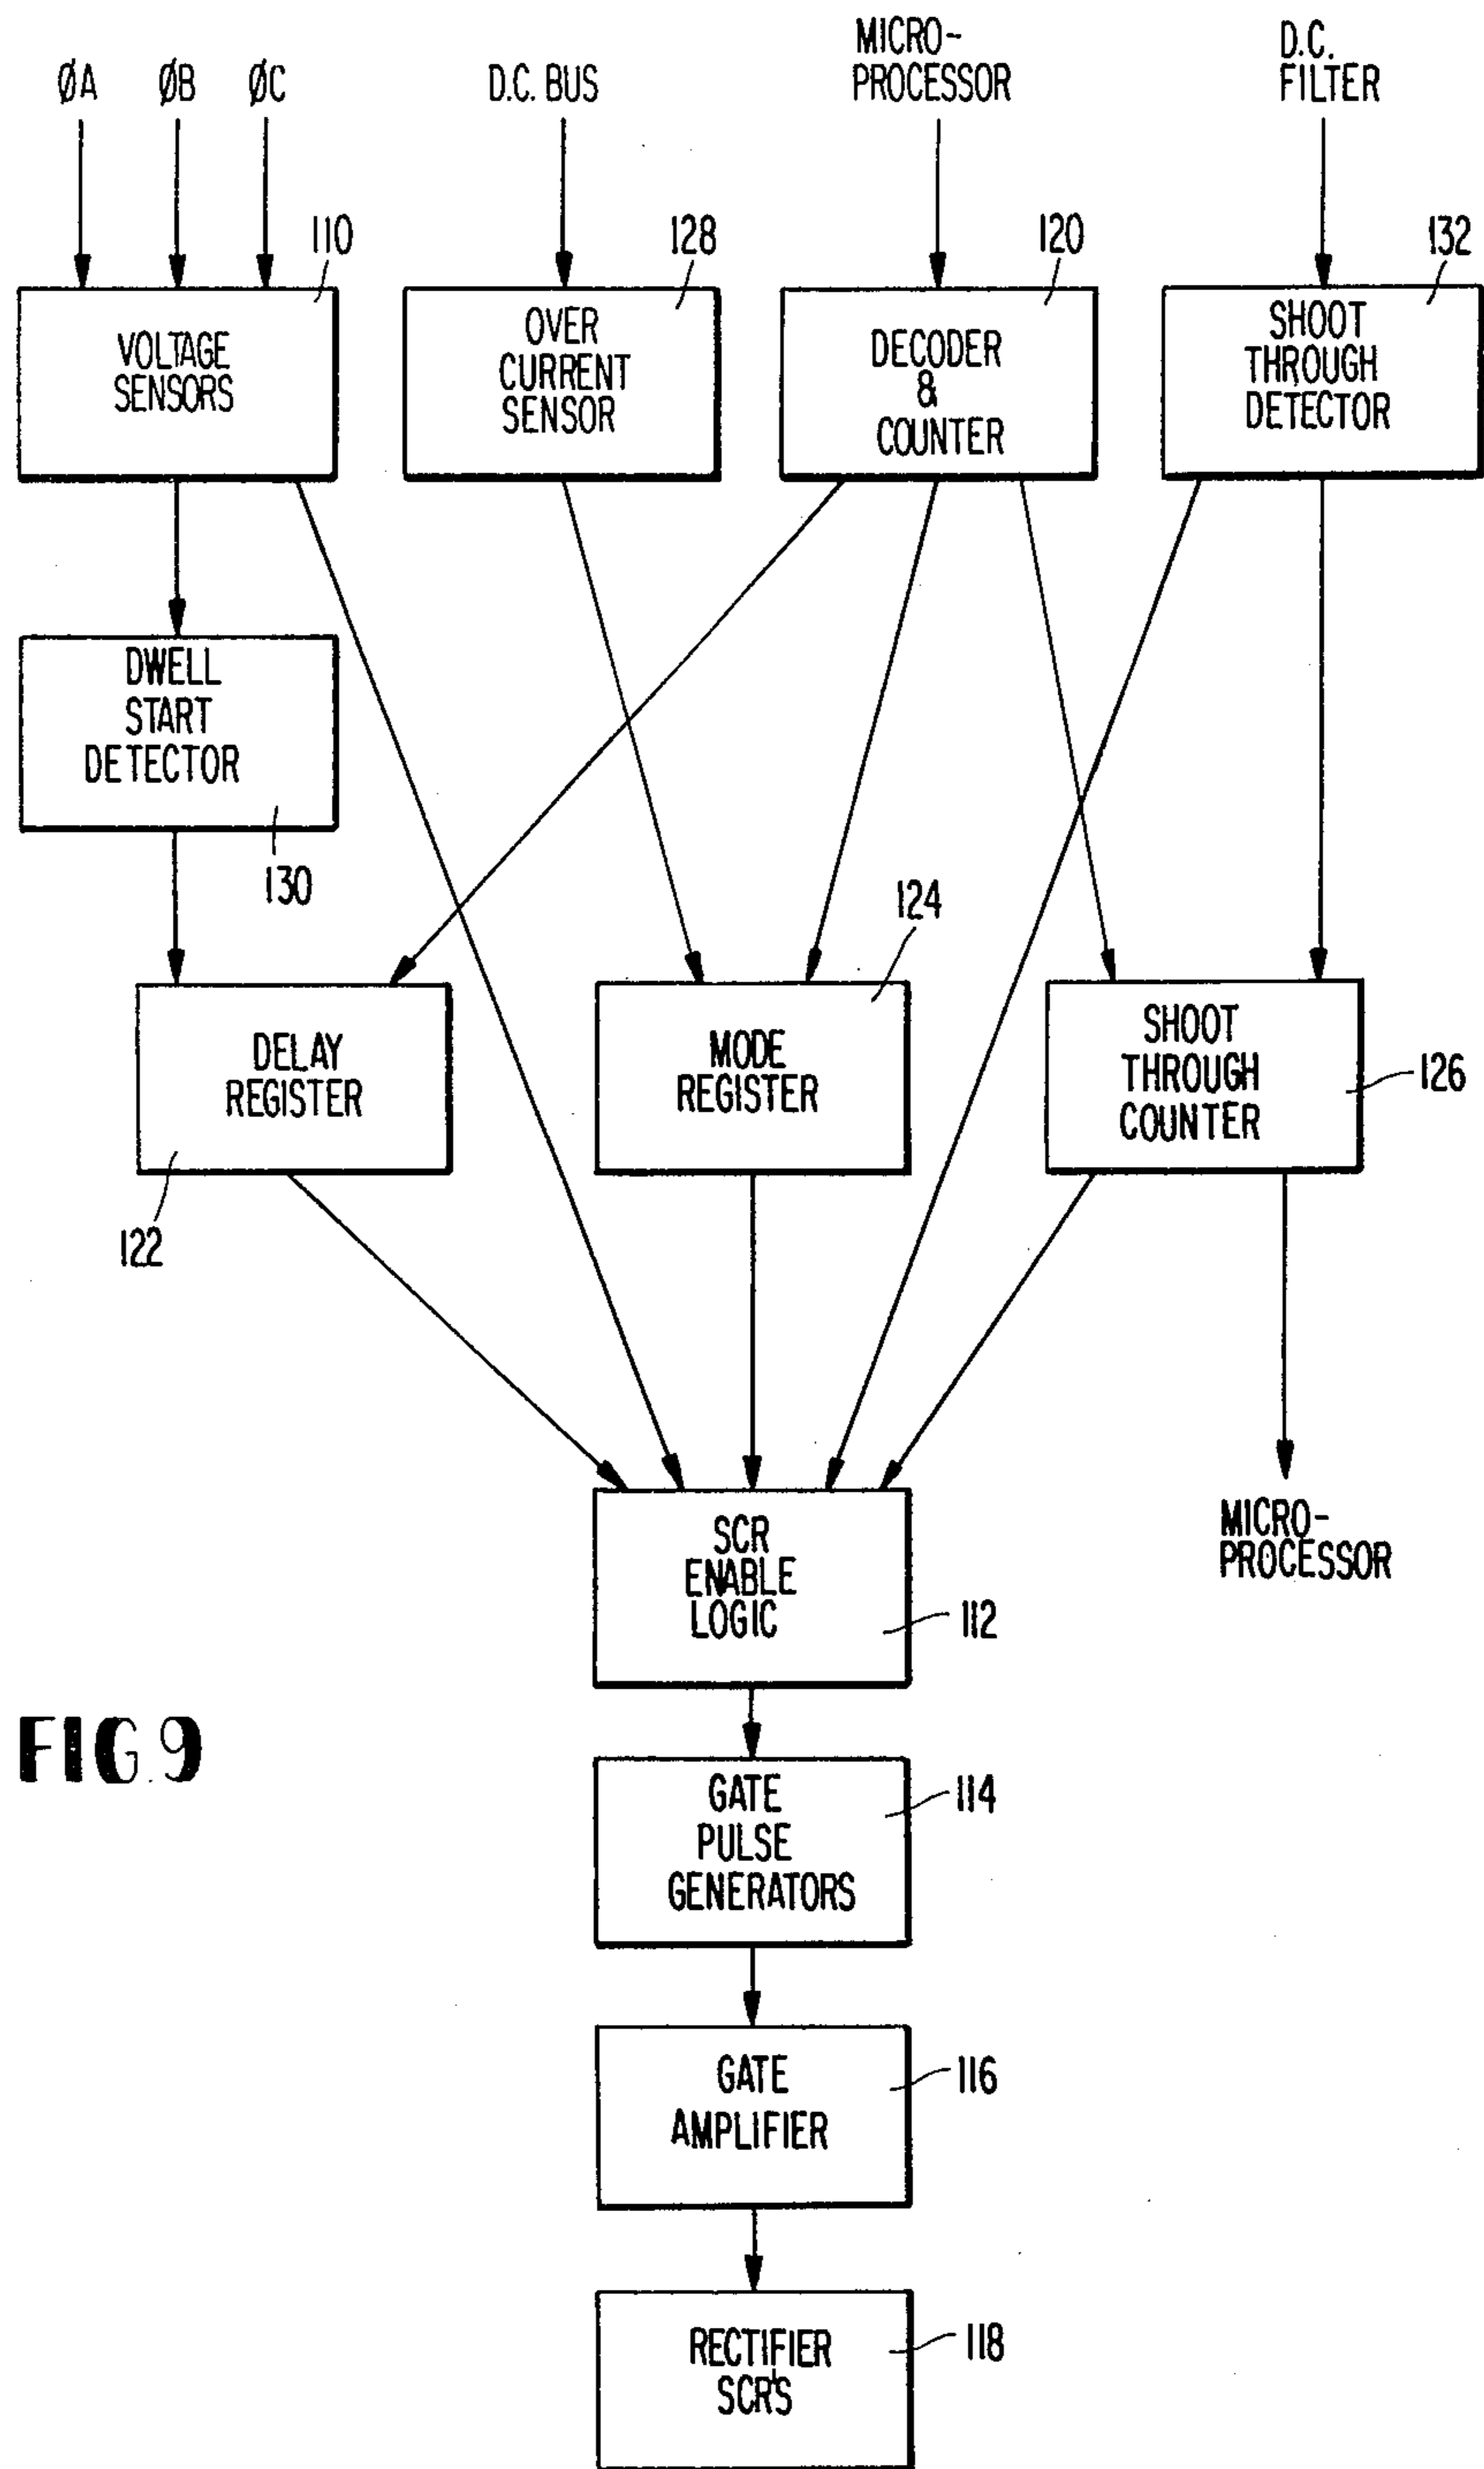 ØA ØB ØC D.C. BUS MICRO-
PROCESSOR D.C.
FILTER
110
VOLTAGE
SENSORS
128
OVER
CURRENT
SENSOR
120
DECODER
&
COUNTER
132
SHOOT
THROUGH
DETECTOR
DWELL
START
DETECTOR
130
DELAY
REGISTER
122
124
MODE
REGISTER
SHOOT
THROUGH
COUNTER
126
MICRO-
PROCESSOR
SCR
ENABLE
LOGIC
112
FIG.9
GATE
PULSE
GENERATORS
114
GATE
AMPLIFIER
116
RECTIFIER
SCR'S
118